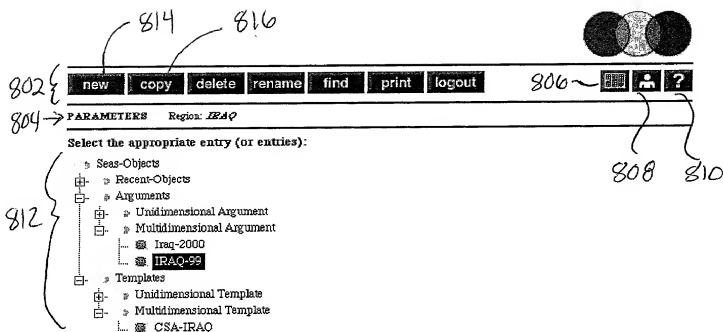 814 816
802 new copy delete rename find print logout 806 ?
804 PARAMETERS Region: IRAQ 808 810
Select the appropriate entry (or entries):
Seas-Objects
Recent-Objects
Arguments
812 Unidimensional Argument
Multidimensional Argument
Iraq-2000
IRAQ-99
Templates
Unidimensional Template
Multidimensional Template
CSA-IRAQ